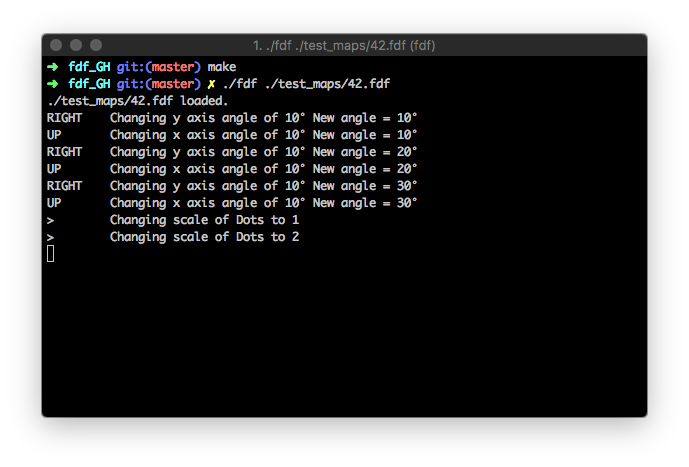 1. ./fdf ./test_maps/42.fdf (fdf)
➜ fdf_GH git:(master) make
➜ fdf_GH git:(master) ✗ ./fdf ./test_maps/42.fdf
./test_maps/42.fdf loaded.
RIGHT Changing y axis angle of 10° New angle = 10°
UP Changing x axis angle of 10° New angle = 10°
RIGHT Changing y axis angle of 10° New angle = 20°
UP Changing x axis angle of 10° New angle = 20°
RIGHT Changing y axis angle of 10° New angle = 30°
UP Changing x axis angle of 10° New angle = 30°
> Changing scale of Dots to 1
> Changing scale of Dots to 2